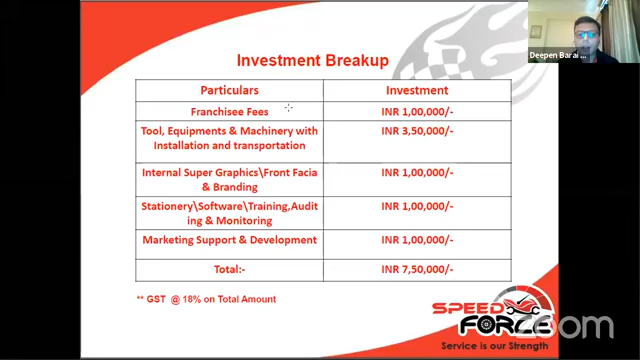 Deepen Barai ...
Investment Breakup
Particulars
Investment
Franchisee Fees
INR 1,00,000/-
Tool, Equipments & Machinery with
Installation and transportation
INR 3,50,000/-
Internal Super Graphics\Front Facia
& Branding
INR 1,00,000/-
Stationery\Software\Training,Audit
ing & Monitoring
INR 1,00,000/-
Marketing Support & Development
INR 1,00,000/-
Total:-
INR 7,50,000/-
** GST @ 18% on Total Amount
SPEED
FORCE
zoom
Service is our Strength